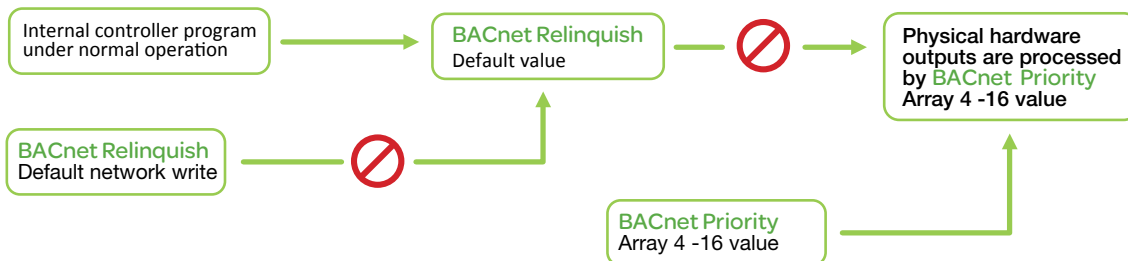 Internal controller program
under normal operation
BACnet Relinquish
Default value
Physical hardware
outputs are processed
by BACnet Priority
Array 4 -16 value
BACnet Relinquish
Default network write
BACnet Priority
Array 4 -16 value